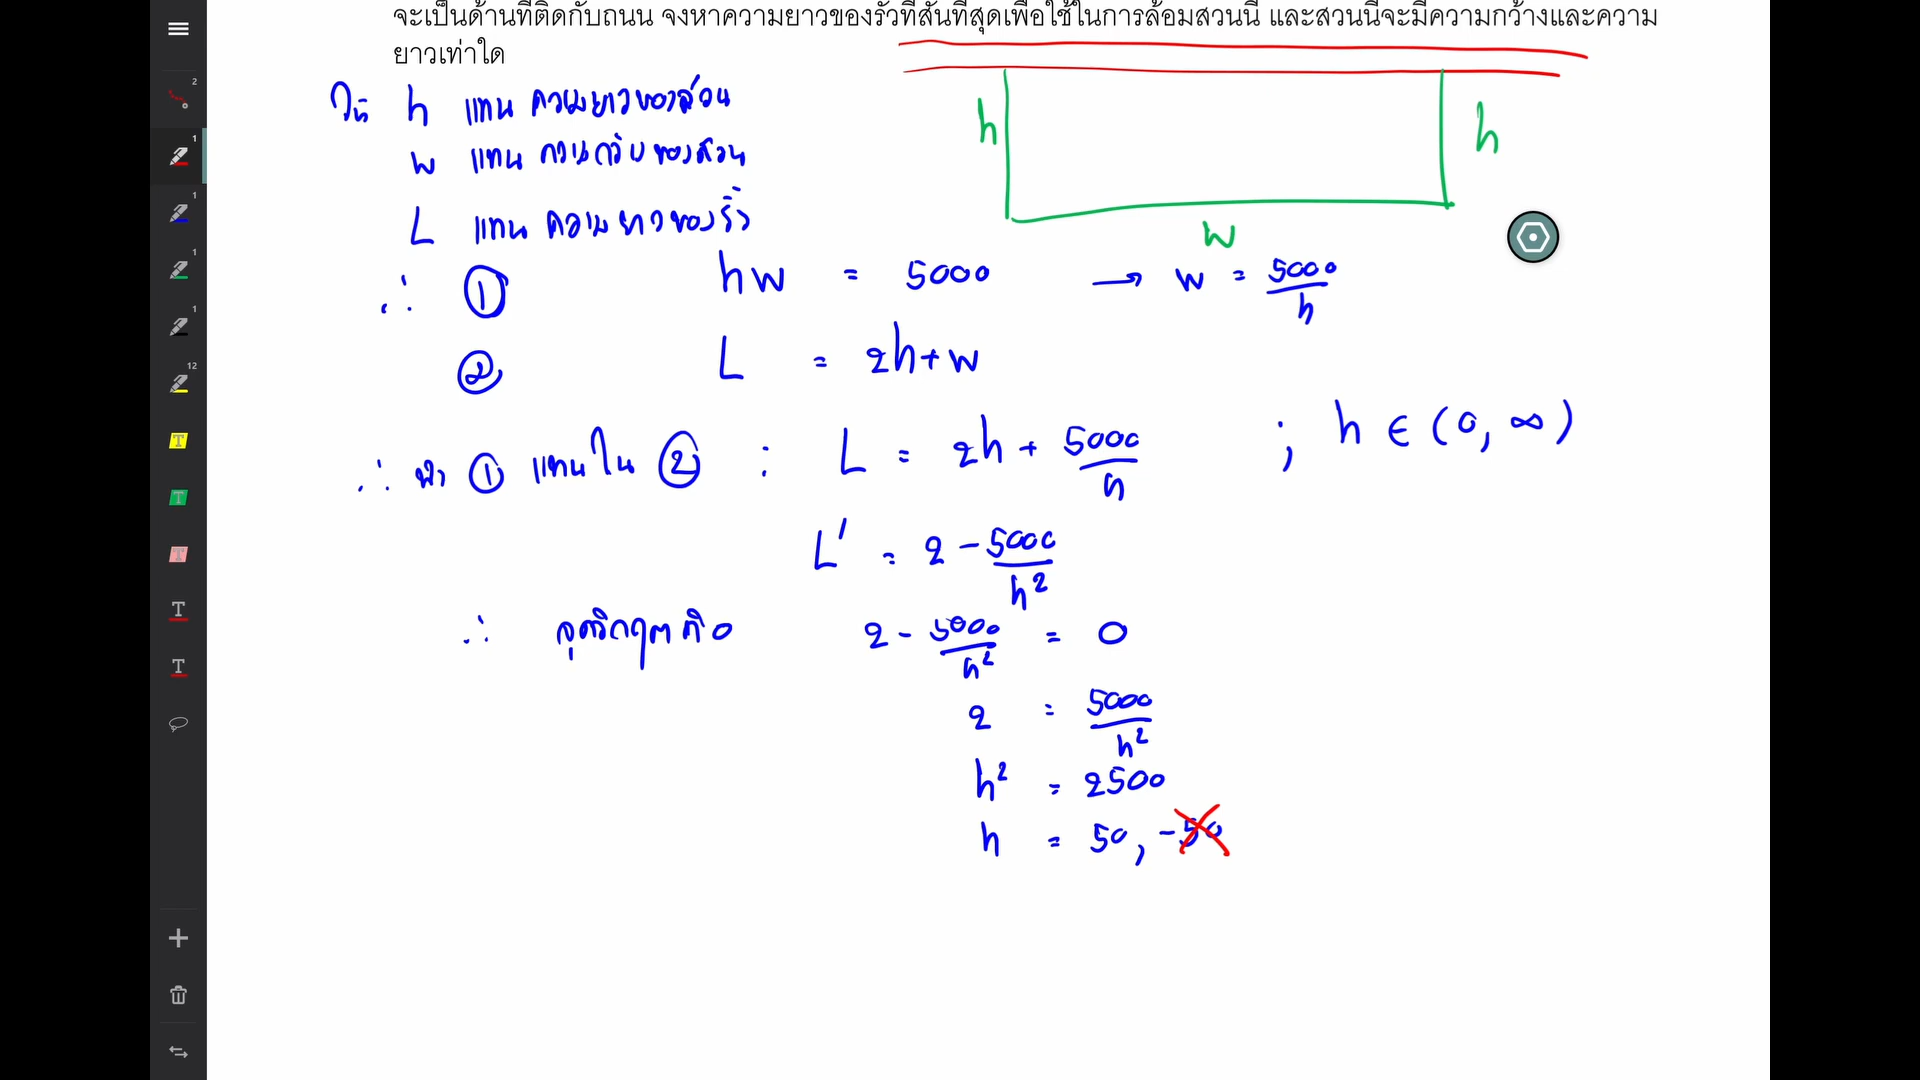 จะเป็นด้านที่ติดกับถนน จงหาความยาวของรั้วที่สั้นที่สุดเพื่อใช้ในการล้อมสวนนี้ และสวนนี้จะมีความกว้างและความ
ยาวเท่าใด
ให้ h แทน ความยาวของสวน
w แทน ความกว้างของสวน
L แทน ความยาวของรั้ว
h h
w
∴ ① hw = 5000 → w = 5000/h
② L = 2h + w
∴ นำ ① แทนใน ② : L = 2h + 5000/h ; h ∈ (0, ∞)
L' = 2 - 5000/h²
∴ จุดวิกฤตคือ 2 - 5000/h² = 0
2 = 5000/h²
h² = 2500
h = 50, -50
2
1
1
1
1
12
T
T
T
T
T